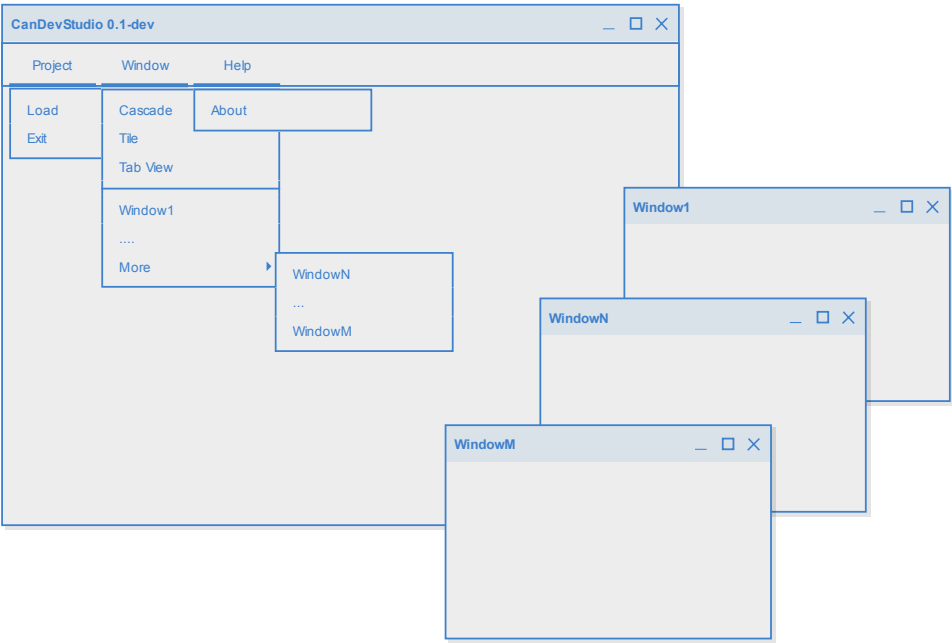 CanDevStudio 0.1-dev
Project Window Help
Load
Exit
Cascade
Tile
Tab View
Window1
....
More
About
WindowN
...
WindowM
Window1
WindowN
WindowM